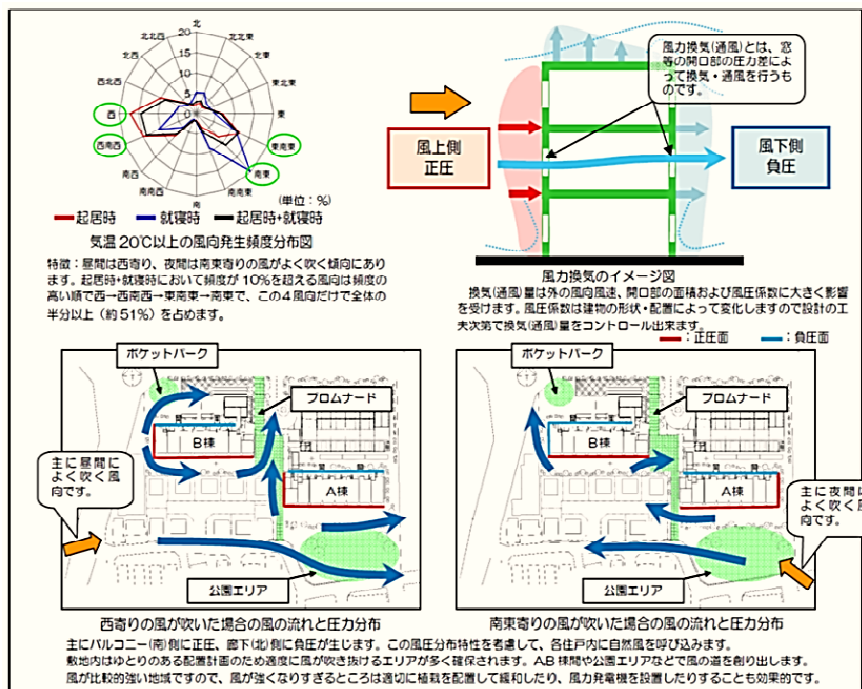 北
北北西
北北東
北西
北東
西北西
東北東
西
東
西南西
東南東
南西
南東
南南西
南南東
南
20
15
10
5
0
(単位：%)
起居時
就寝時
起居時+就寝時
気温20℃以上の風向発生頻度分布図
特徴：昼間は西寄り、夜間は南東寄りの風がよく吹く傾向にあり
ます。起居時+就寝時において頻度が10%を超える風向は頻度の
高い順で西→西南西→東南東→南東で、この4風向だけで全体の
半分以上（約51%）を占めます。
風力換気(通風)とは、窓
等の開口部の圧力差によ
って換気・通風を行うも
のです。
風上側
正圧
風下側
負圧
風力換気のイメージ図
換気(通風)量は外の風向風速、開口部の面積および風圧係数に大きく影響
を受けます。風圧係数は建物の形状・配置によって変化しますので設計の工
夫次第で換気(通風)量をコントロール出来ます。
：正圧面
：負圧面
ポケットパーク
プロムナード
B棟
A棟
主に昼間に
よく吹く風
向です。
公園エリア
西寄りの風が吹いた場合の風の流れと圧力分布
ポケットパーク
プロムナード
B棟
A棟
主に夜間に
よく吹く風
向です。
公園エリア
南東寄りの風が吹いた場合の風の流れと圧力分布
主にバルコニー(南)側に正圧、廊下(北)側に負圧が生じます。この風圧分布特性を考慮して、各住戸内に自然風を呼び込みます。
敷地内はゆとりのある配置計画のため適度に風が吹き抜けるエリアが多く確保されます。AB棟間や公園エリアなどで風の道を創り出します。
風が比較的強い地域ですので、風が強くなりすぎるところは適切に植栽を配置して緩和したり、風力発電機を設置したりすることも効果的です。